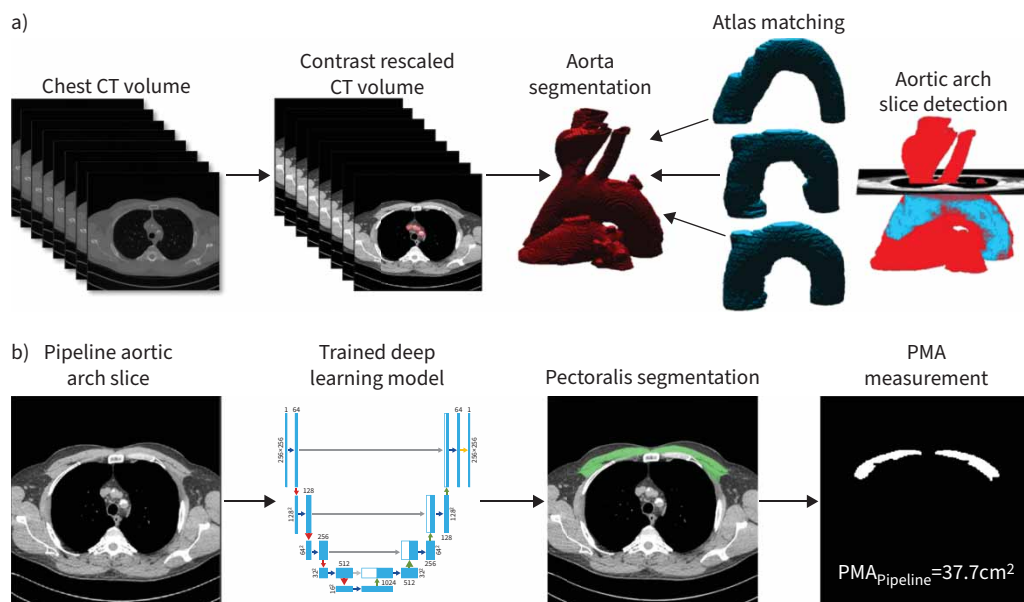 a)
Chest CT volume
Contrast rescaled
CT volume
Aorta
segmentation
Atlas matching
Aortic arch
slice detection
b)
Pipeline aortic
arch slice
Trained deep
learning model
Pectoralis segmentation
PMA
measurement
1 64
256×256
128
128²
256
64²
512
32²
16²
1024
512
32²
256
64²
128
128²
64 1
256×256
PMAPipeline=37.7cm²